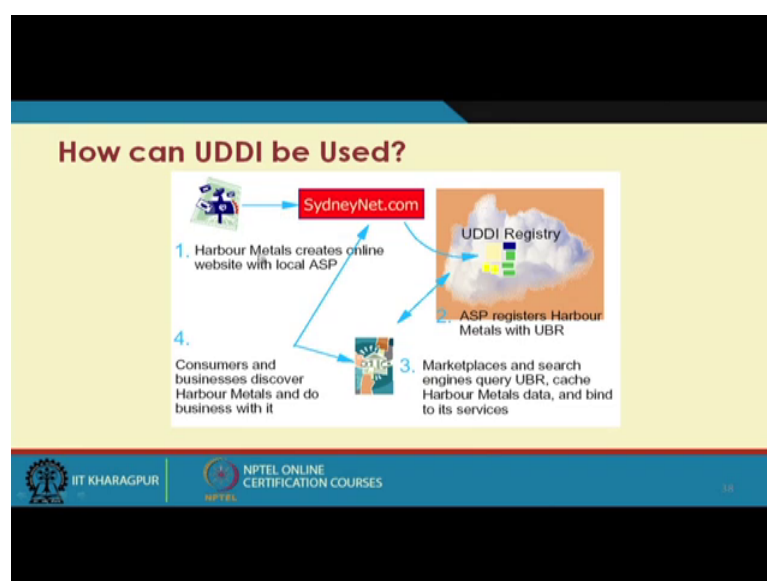 How can UDDI be Used?
SydneyNet.com
1. Harbour Metals creates online
website with local ASP
UDDI Registry
2. ASP registers Harbour
Metals with UBR
3. Marketplaces and search
engines query UBR, cache
Harbour Metals data, and bind
to its services
4.
Consumers and
businesses discover
Harbour Metals and do
business with it
IIT KHARAGPUR
NPTEL ONLINE
CERTIFICATION COURSES
NPTEL